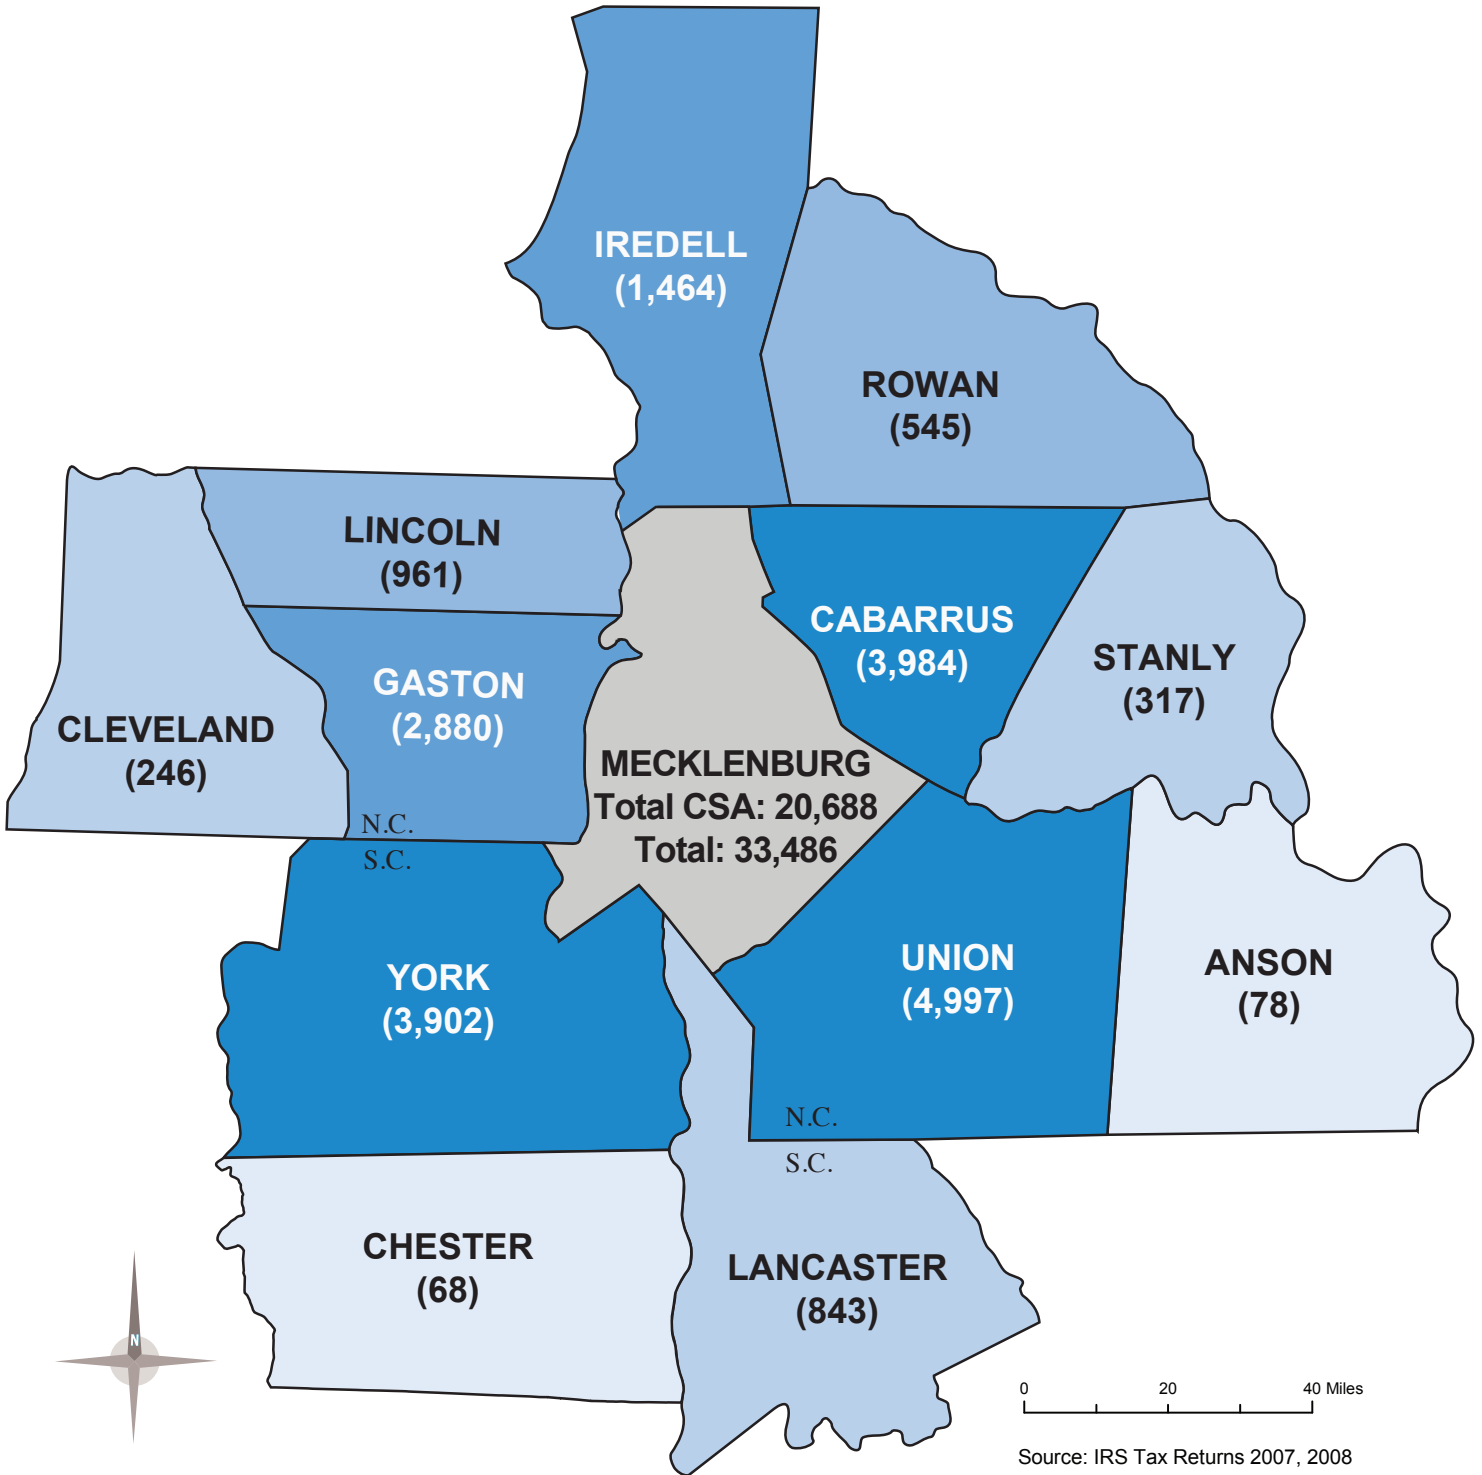 IREDELL
(1,464)
ROWAN
(545)
LINCOLN
(961)
CABARRUS
(3,984)
STANLY
(317)
GASTON
(2,880)
CLEVELAND
(246)
MECKLENBURG
Total CSA: 20,688
Total: 33,486
N.C.
S.C.
YORK
(3,902)
UNION
(4,997)
ANSON
(78)
N.C.
S.C.
CHESTER
(68)
LANCASTER
(843)
N
0 20 40 Miles
Source: IRS Tax Returns 2007, 2008